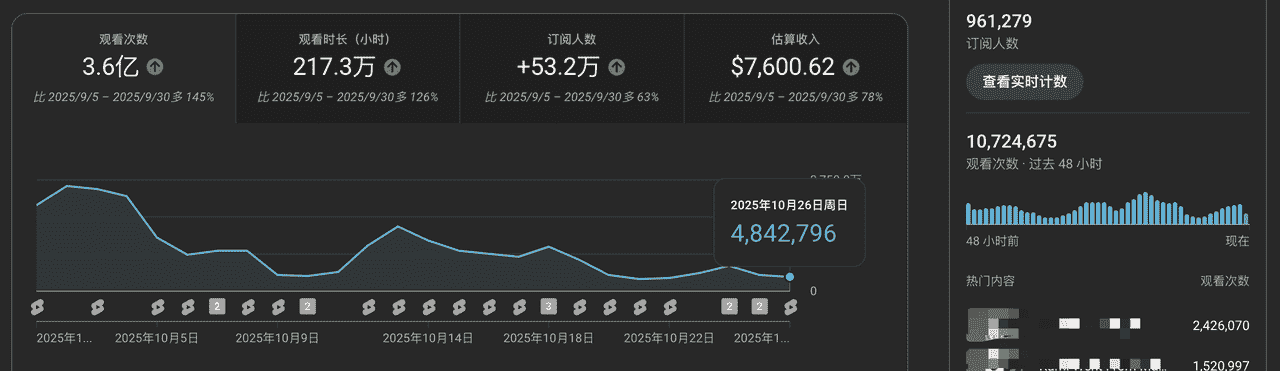 观看次数
3.6亿
比 2025/9/5 – 2025/9/30多 145%
观看时长（小时）
217.3万
比 2025/9/5 – 2025/9/30多 126%
订阅人数
+53.2万
比 2025/9/5 – 2025/9/30多 63%
估算收入
$7,600.62
比 2025/9/5 – 2025/9/30多 78%
2025年10月26日周日
4,842,796
0
2
2
3
2
2
2025年1...
2025年10月5日
2025年10月9日
2025年10月14日
2025年10月18日
2025年10月22日
2025年1...
961,279
订阅人数
查看实时计数
10,724,675
观看次数 · 过去 48 小时
48 小时前
现在
热门内容
观看次数
2,426,070
1,520,997